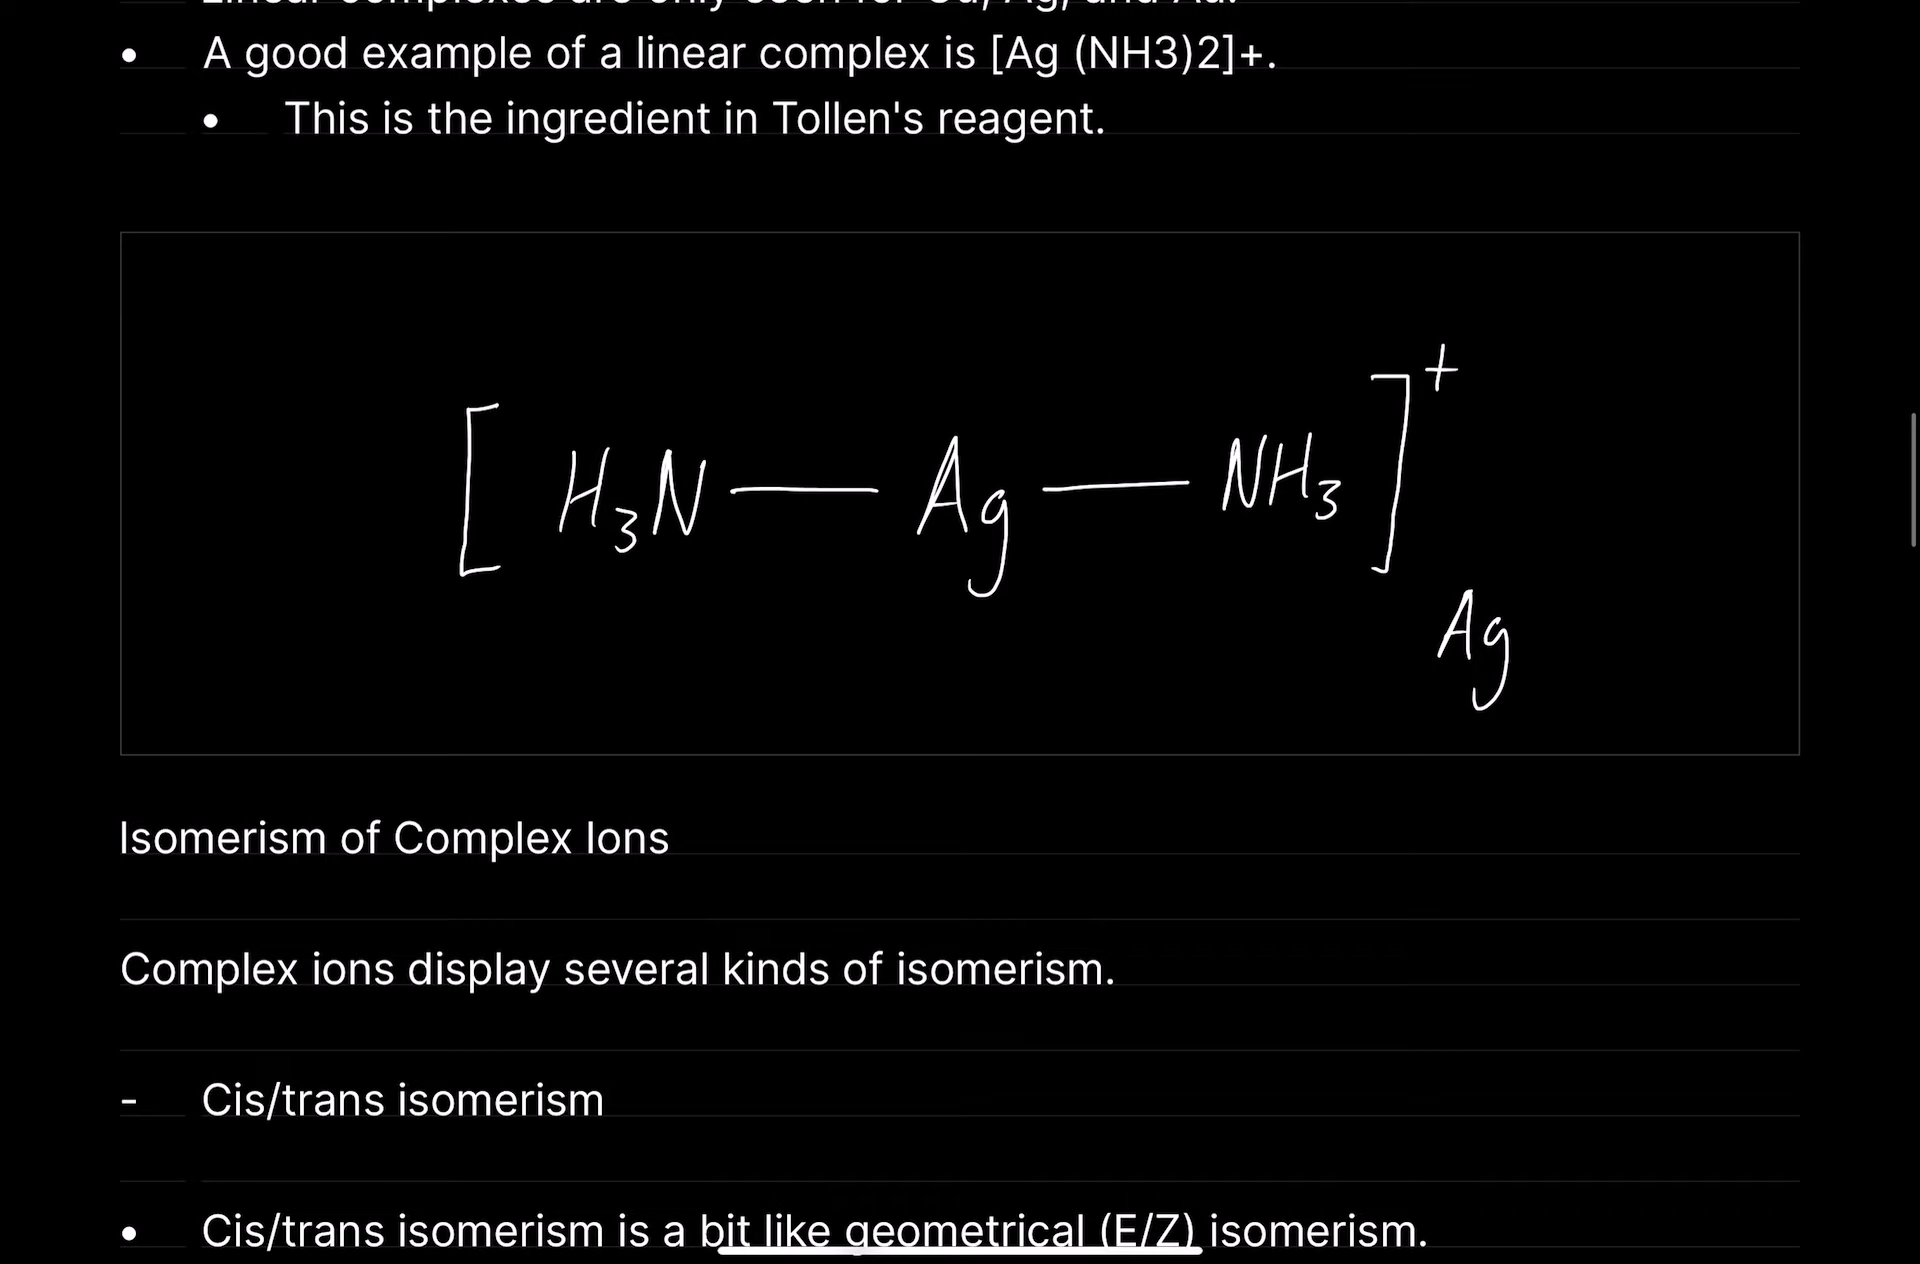 A good example of a linear complex is [Ag (NH3)2]+.
This is the ingredient in Tollen's reagent.
[ H₃N — Ag — NH₃ ]⁺
Ag
Isomerism of Complex Ions
Complex ions display several kinds of isomerism.
- Cis/trans isomerism
Cis/trans isomerism is a bit like geometrical (E/Z) isomerism.